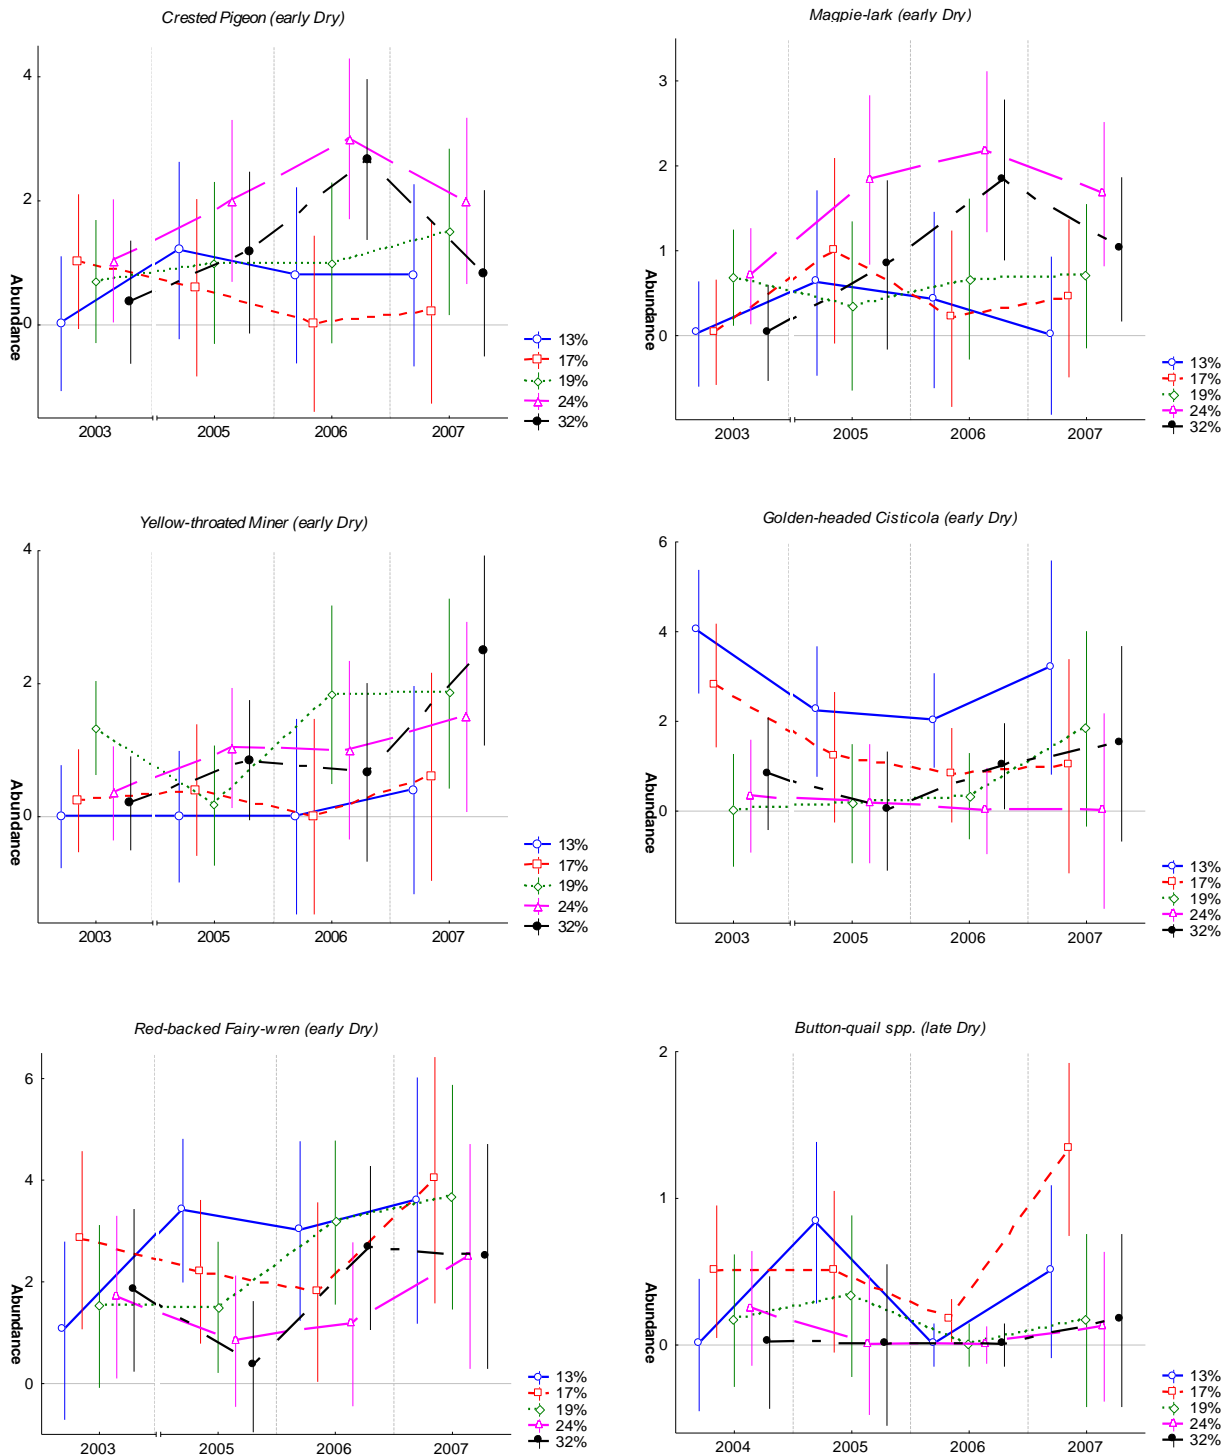 Crested Pigeon (early Dry)
4
2
0
Abundance
2003 2005 2006 2007
13%
17%
19%
24%
32%
Magpie-lark (early Dry)
3
2
1
0
Abundance
2003 2005 2006 2007
13%
17%
19%
24%
32%
Yellow-throated Miner (early Dry)
4
2
0
Abundance
2003 2005 2006 2007
13%
17%
19%
24%
32%
Golden-headed Cisticola (early Dry)
6
4
2
0
Abundance
2003 2005 2006 2007
13%
17%
19%
24%
32%
Red-backed Fairy-wren (early Dry)
6
4
2
0
Abundance
2003 2005 2006 2007
13%
17%
19%
24%
32%
Button-quail spp. (late Dry)
2
1
0
Abundance
2004 2005 2006 2007
13%
17%
19%
24%
32%